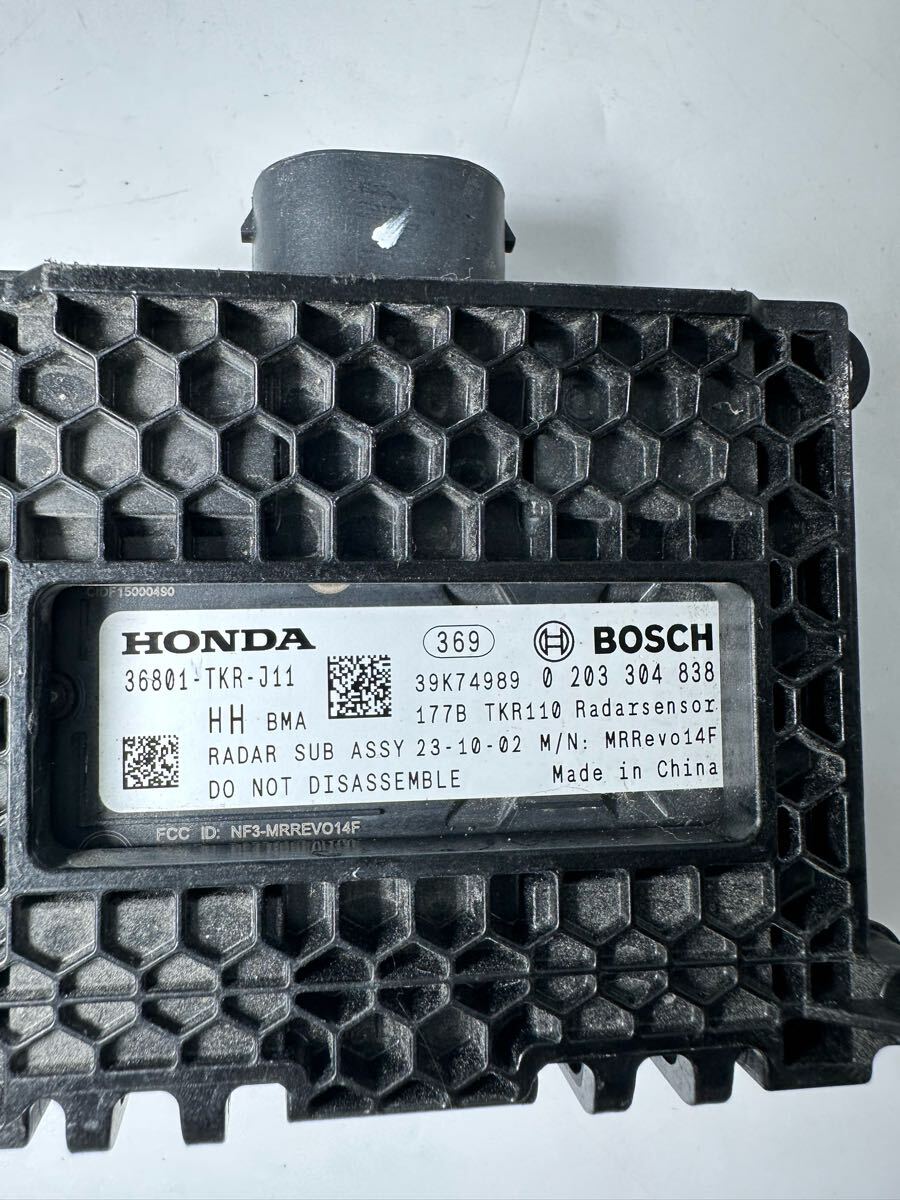 CIDF15000490
HONDA 369 BOSCH
36801-TKR-J11 39K74989 0 203 304 838
HH BMA 177B TKR110 Radarsensor
RADAR SUB ASSY 23-10-02 M/N: MRRevo14F
DO NOT DISASSEMBLE Made in China
FCC ID: NF3-MRREVO14F